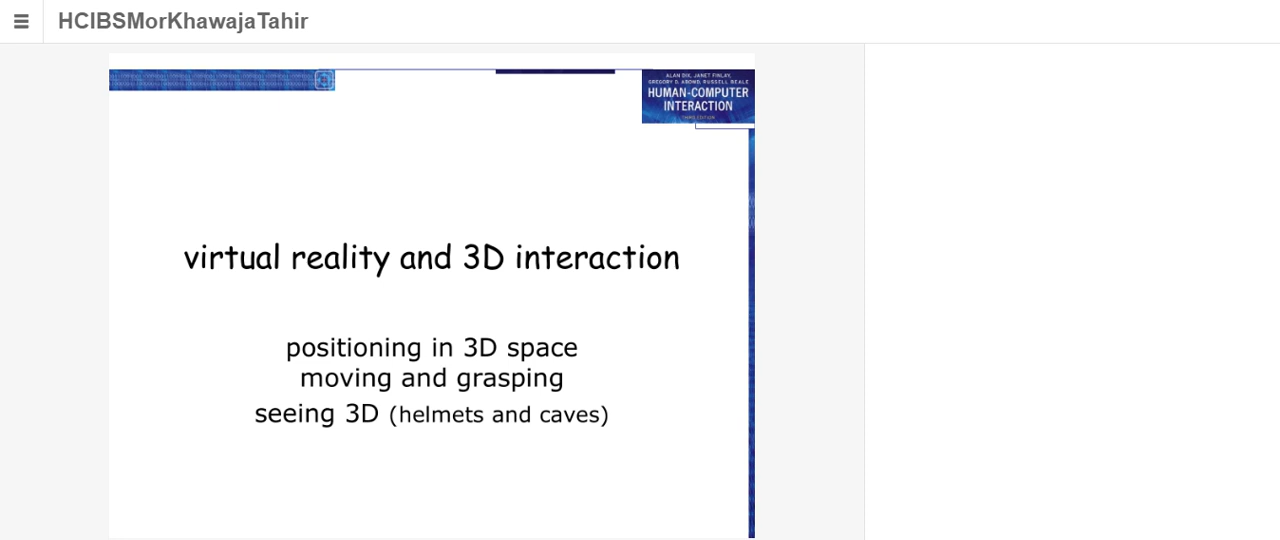 HCIBSMorKhawajaTahir
ALAN DIX, JANET FINLAY,
GREGORY D. ABOWD, RUSSELL BEALE
HUMAN-COMPUTER
INTERACTION
THIRD EDITION
virtual reality and 3D interaction
positioning in 3D space
moving and grasping
seeing 3D (helmets and caves)